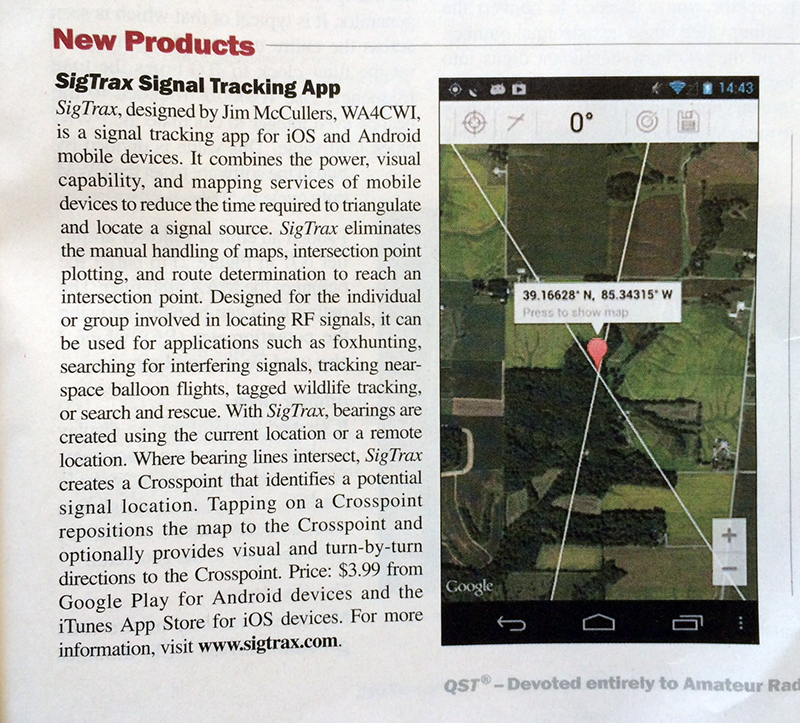 New Products
SigTrax Signal Tracking App
SigTrax, designed by Jim McCullers, WA4CWI,
is a signal tracking app for iOS and Android
mobile devices. It combines the power, visual
capability, and mapping services of mobile
devices to reduce the time required to triangulate
and locate a signal source. SigTrax eliminates
the manual handling of maps, intersection point
plotting, and route determination to reach an
intersection point. Designed for the individual
or group involved in locating RF signals, it can
be used for applications such as foxhunting,
searching for interfering signals, tracking near-
space balloon flights, tagged wildlife tracking,
or search and rescue. With SigTrax, bearings are
created using the current location or a remote
location. Where bearing lines intersect, SigTrax
creates a Crosspoint that identifies a potential
signal location. Tapping on a Crosspoint
repositions the map to the Crosspoint and
optionally provides visual and turn-by-turn
directions to the Crosspoint. Price: $3.99 from
Google Play for Android devices and the
iTunes App Store for iOS devices. For more
information, visit www.sigtrax.com.
14:43
0°
39.16628° N, 85.34315° W
Press to show map
+
−
Google
QST® – Devoted entirely to Amateur Rad